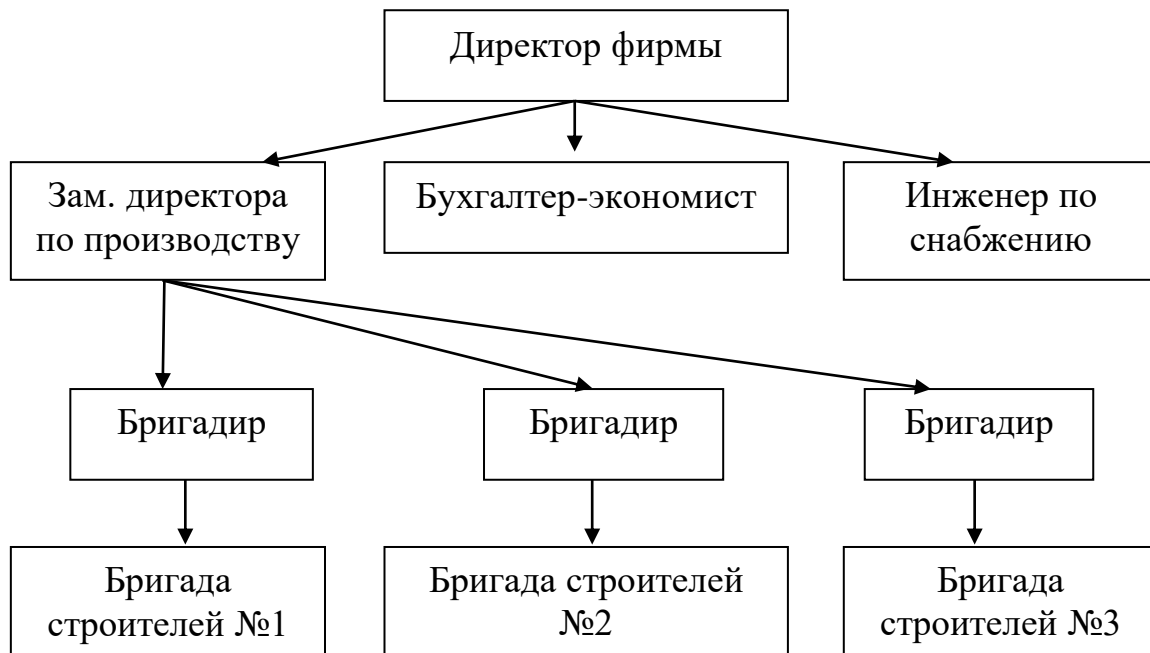 Директор фирмы
Зам. директора
по производству
Бухгалтер-экономист
Инженер по
снабжению
Бригадир
Бригадир
Бригадир
Бригада
строителей №1
Бригада строителей
№2
Бригада
строителей №3